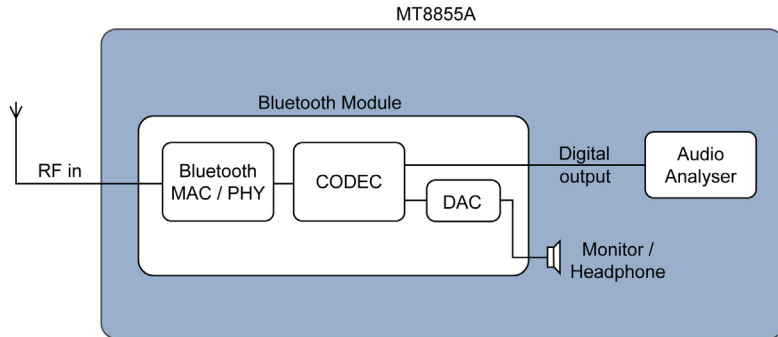 MT8855A
Bluetooth Module
RF in
Bluetooth
MAC / PHY
CODEC
DAC
Digital
output
Audio
Analyser
Monitor /
Headphone